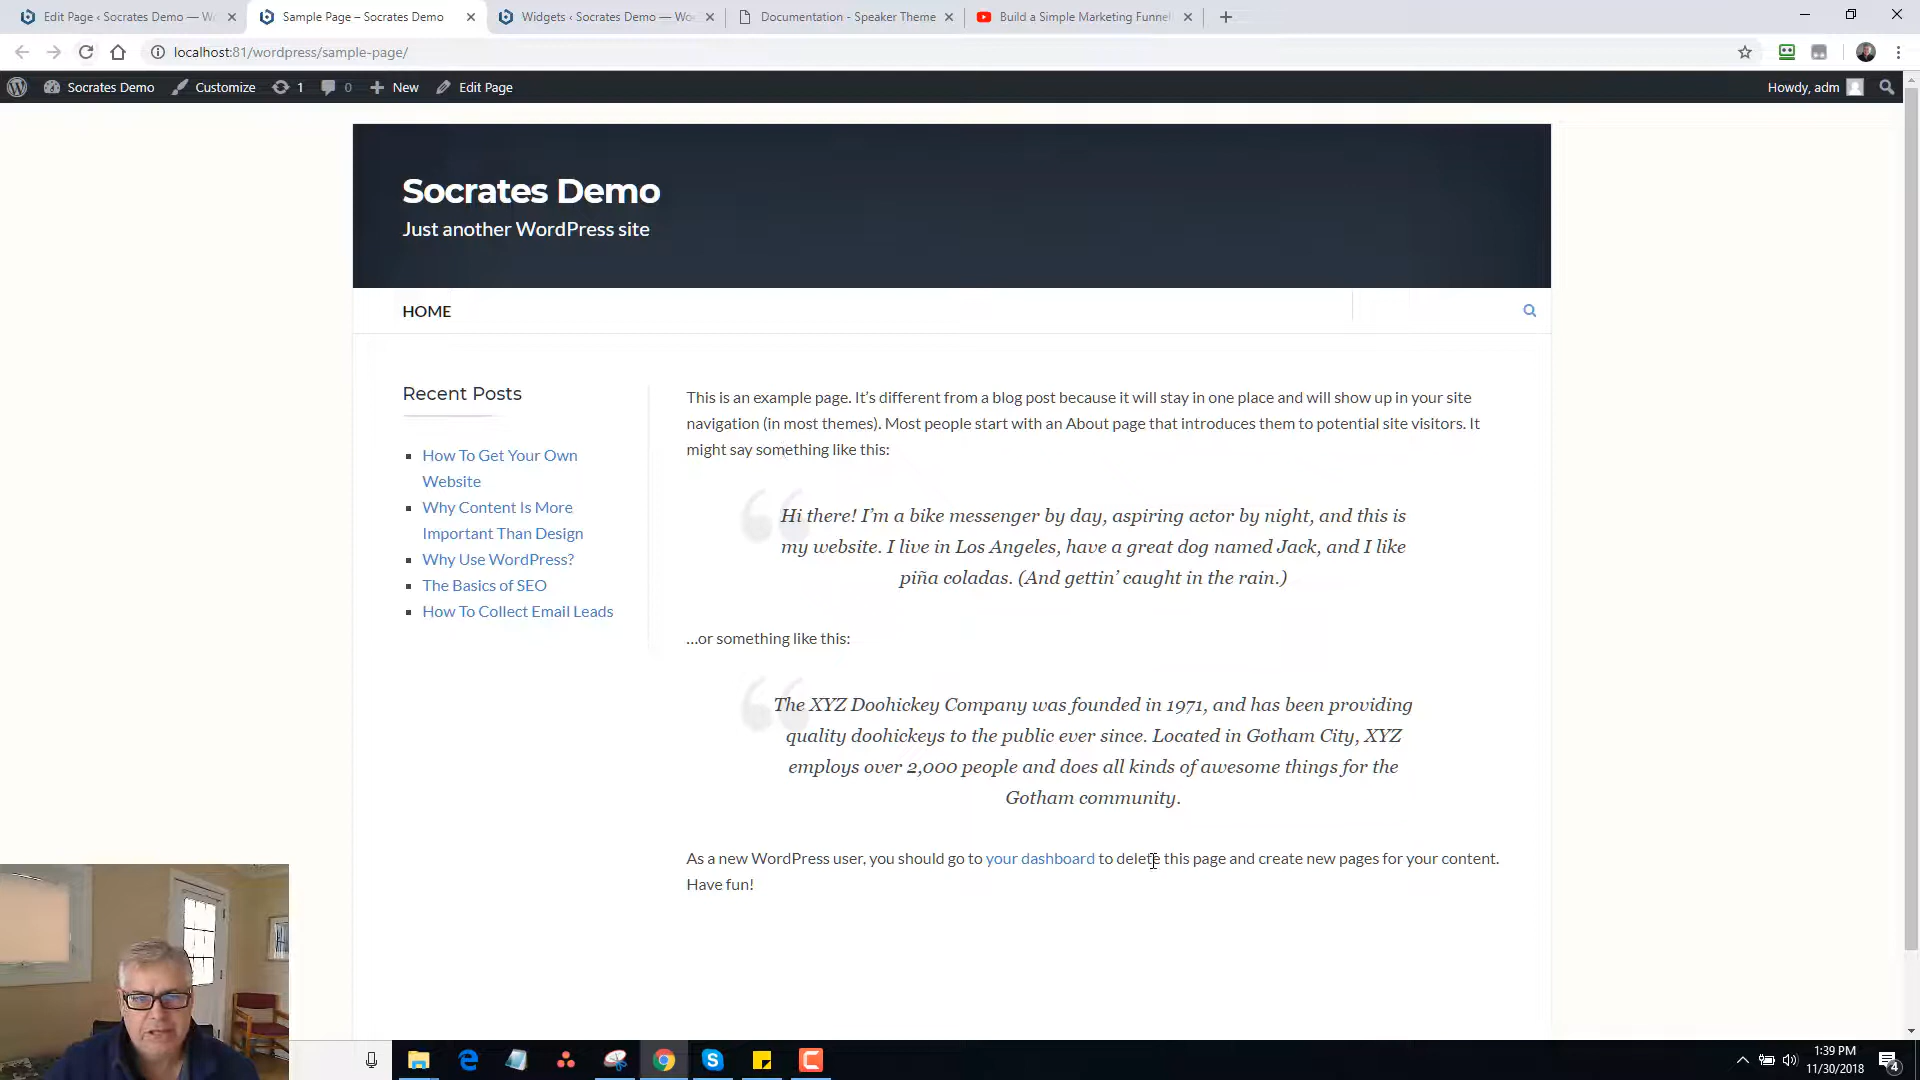 Edit Page ‹ Socrates Demo — W
Sample Page – Socrates Demo
Widgets ‹ Socrates Demo — Wo
Documentation - Speaker Theme
Build a Simple Marketing Funne
localhost:81/wordpress/sample-page/
Socrates Demo
Customize
1
0
New
Edit Page
Howdy, adm
Socrates Demo
Just another WordPress site
HOME
Recent Posts
How To Get Your Own
Website
Why Content Is More
Important Than Design
Why Use WordPress?
The Basics of SEO
How To Collect Email Leads
This is an example page. It’s different from a blog post because it will stay in one place and will show up in your site
navigation (in most themes). Most people start with an About page that introduces them to potential site visitors. It
might say something like this:
Hi there! I’m a bike messenger by day, aspiring actor by night, and this is
my website. I live in Los Angeles, have a great dog named Jack, and I like
piña coladas. (And gettin’ caught in the rain.)
…or something like this:
The XYZ Doohickey Company was founded in 1971, and has been providing
quality doohickeys to the public ever since. Located in Gotham City, XYZ
employs over 2,000 people and does all kinds of awesome things for the
Gotham community.
As a new WordPress user, you should go to your dashboard to delete this page and create new pages for your content.
Have fun!
1:39 PM
11/30/2018
4